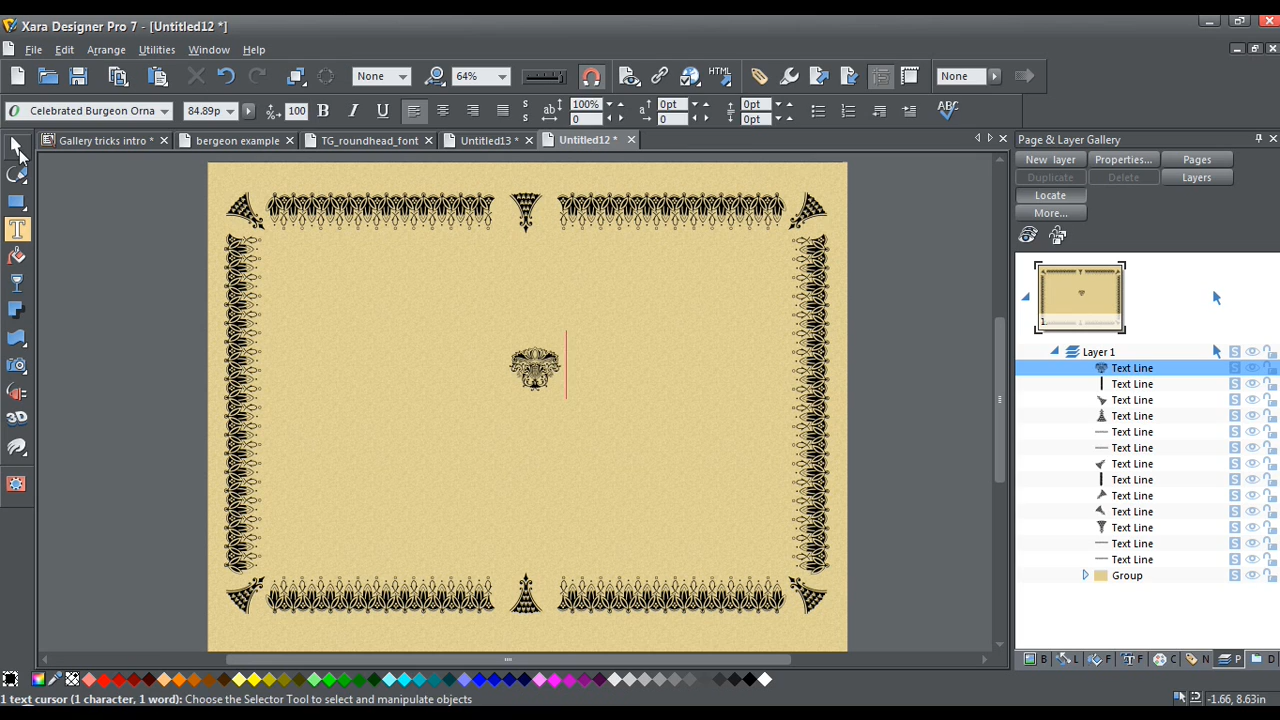 Xara Designer Pro 7 - [Untitled12 *]
File Edit Arrange Utilities Window Help
None 64% HTML None
Celebrated Burgeon Orna 84.89p 100 B I U 100% 0 0pt 0pt 0pt 0pt ABC
Gallery tricks intro * bergeon example TG_roundhead_font Untitled13 * Untitled12 *
Page & Layer Gallery
New layer Properties... Pages
Duplicate Delete Layers
Locate
More...
1
Layer 1
Text Line
Text Line
Text Line
Text Line
Text Line
Text Line
Text Line
Text Line
Text Line
Text Line
Text Line
Text Line
Text Line
Group
B L F F C N P D
1 text cursor (1 character, 1 word): Choose the Selector Tool to select and manipulate objects
-1.66, 8.63in